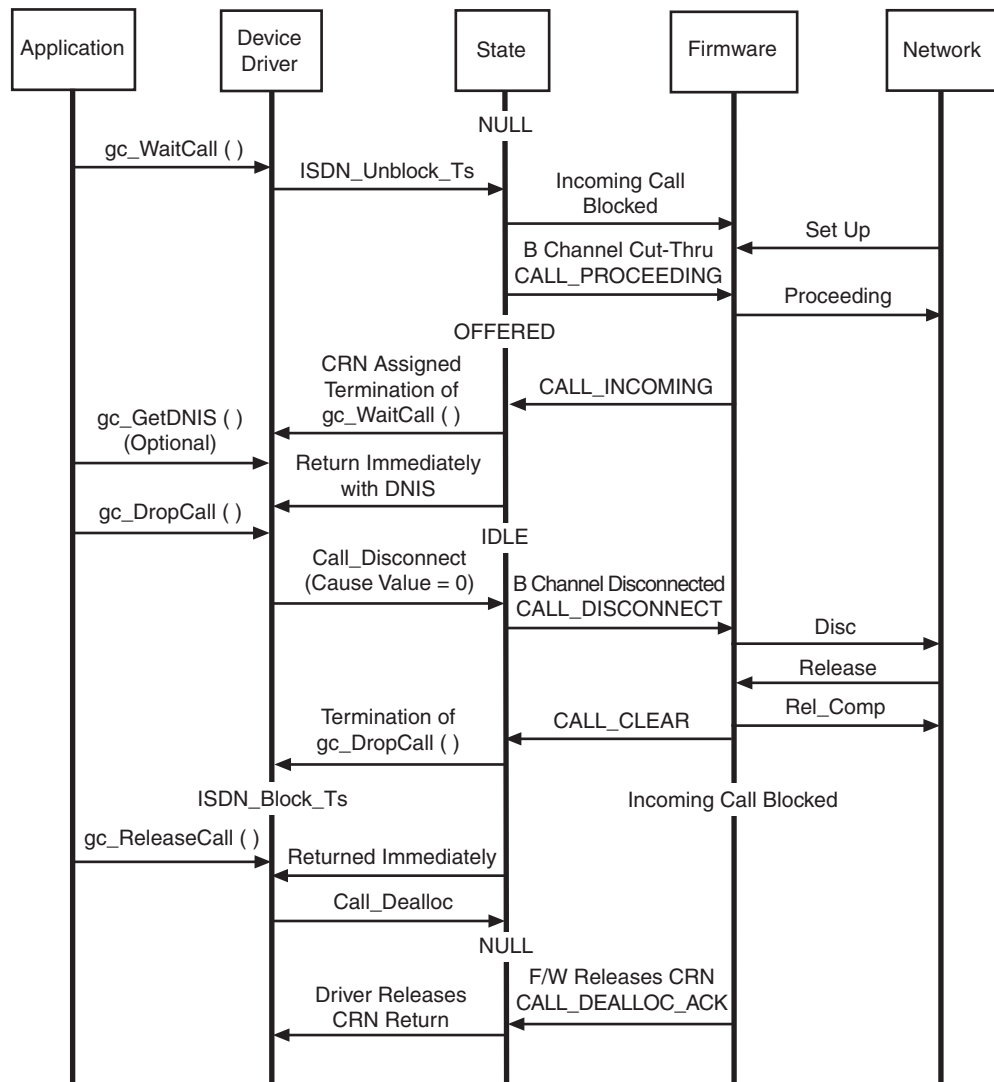 Application
Device
Driver
State
Firmware
Network
NULL
gc_WaitCall ( )
ISDN_Unblock_Ts
Incoming Call
Blocked
Set Up
B Channel Cut-Thru
CALL_PROCEEDING
Proceeding
OFFERED
CRN Assigned
Termination of
gc_WaitCall ( )
CALL_INCOMING
gc_GetDNIS ( )
(Optional)
Return Immediately
with DNIS
gc_DropCall ( )
IDLE
Call_Disconnect
(Cause Value = 0)
B Channel Disconnected
CALL_DISCONNECT
Disc
Release
Rel_Comp
Termination of
gc_DropCall ( )
CALL_CLEAR
ISDN_Block_Ts
Incoming Call Blocked
gc_ReleaseCall ( )
Returned Immediately
Call_Dealloc
NULL
F/W Releases CRN
CALL_DEALLOC_ACK
Driver Releases
CRN Return